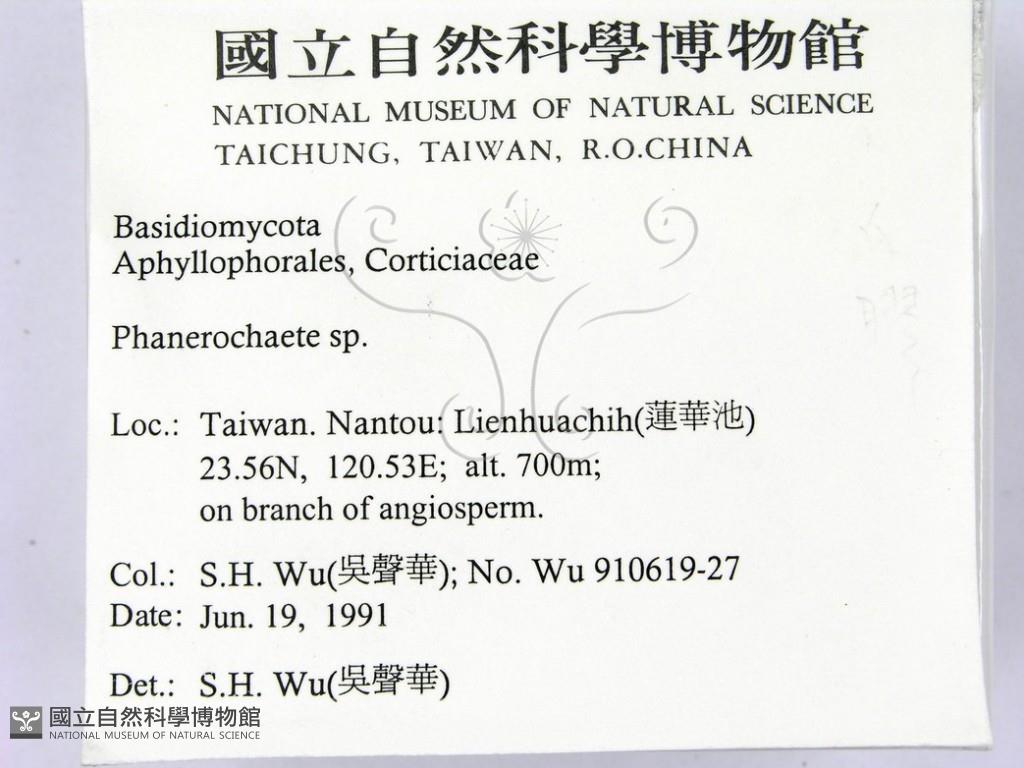 國立自然科學博物館
NATIONAL MUSEUM OF NATURAL SCIENCE
TAICHUNG, TAIWAN, R.O.CHINA
Basidiomycota
Aphyllophorales, Corticiaceae
Phanerochaete sp.
Loc.: Taiwan. Nantou: Lienhuachih(蓮華池)
23.56N, 120.53E; alt. 700m;
on branch of angiosperm.
Col.: S.H. Wu(吳聲華); No. Wu 910619-27
Date: Jun. 19, 1991
Det.: S.H. Wu(吳聲華)
國立自然科學博物館
NATIONAL MUSEUM OF NATURAL SCIENCE